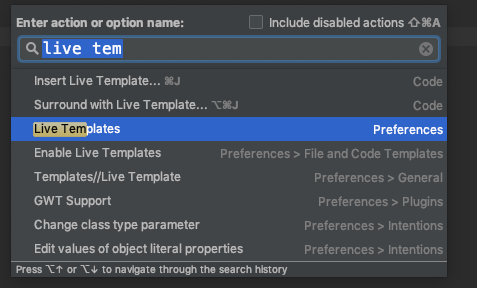 Enter action or option name: Include disabled actions ⇧⌘A
live tem
Insert Live Template... ⌘J Code
Surround with Live Template... ⌥⌘J Code
Live Templates Preferences
Enable Live Templates Preferences > File and Code Templates
Templates//Live Template Preferences > General
GWT Support Preferences > Plugins
Change class type parameter Preferences > Intentions
Edit values of object literal properties Preferences > Intentions
Press ⌥↑ or ⌥↓ to navigate through the search history